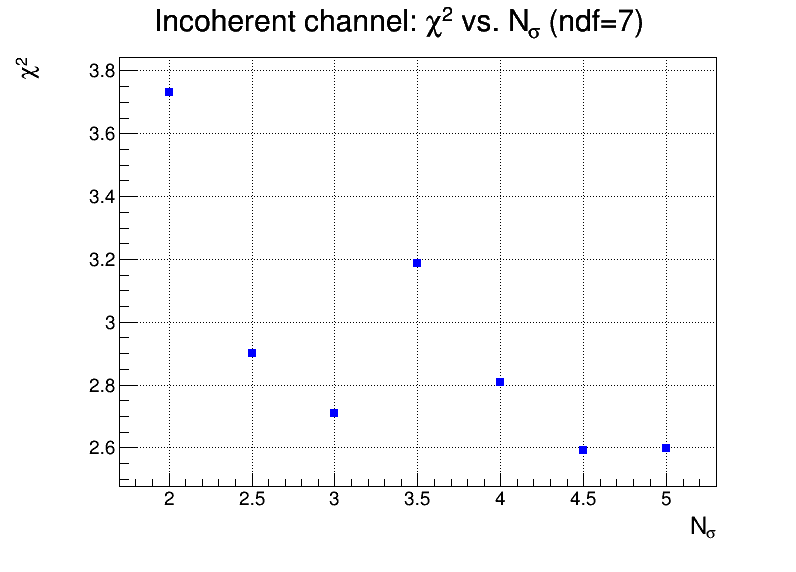 Incoherent channel: χ² vs. Nσ (ndf=7)
χ²
3.8
3.6
3.4
3.2
3
2.8
2.6
2 2.5 3 3.5 4 4.5 5
Nσ